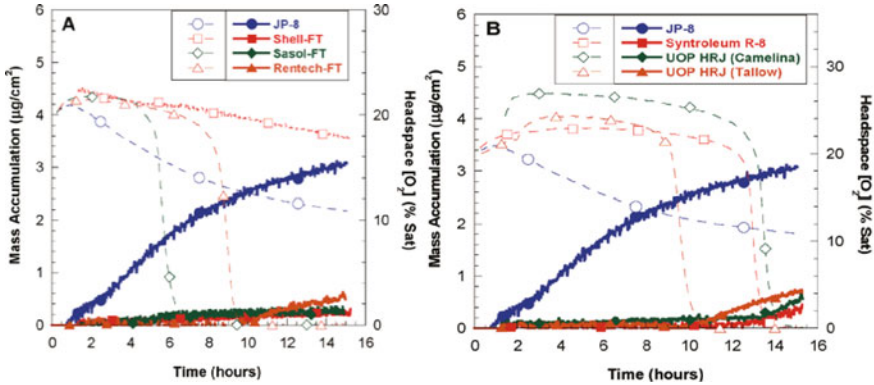 A
JP-8
Shell-FT
Sasol-FT
Rentech-FT
Mass Accumulation (µg/cm²)
6
5
4
3
2
1
0
Headspace [O₂] (% Sat)
30
20
10
0
0 2 4 6 8 10 12 14 16
Time (hours)
B
JP-8
Syntroleum R-8
UOP HRJ (Camelina)
UOP HRJ (Tallow)
Mass Accumulation (µg/cm²)
6
5
4
3
2
1
0
Headspace [O₂] (% Sat)
30
20
10
0
0 2 4 6 8 10 12 14 16
Time (hours)